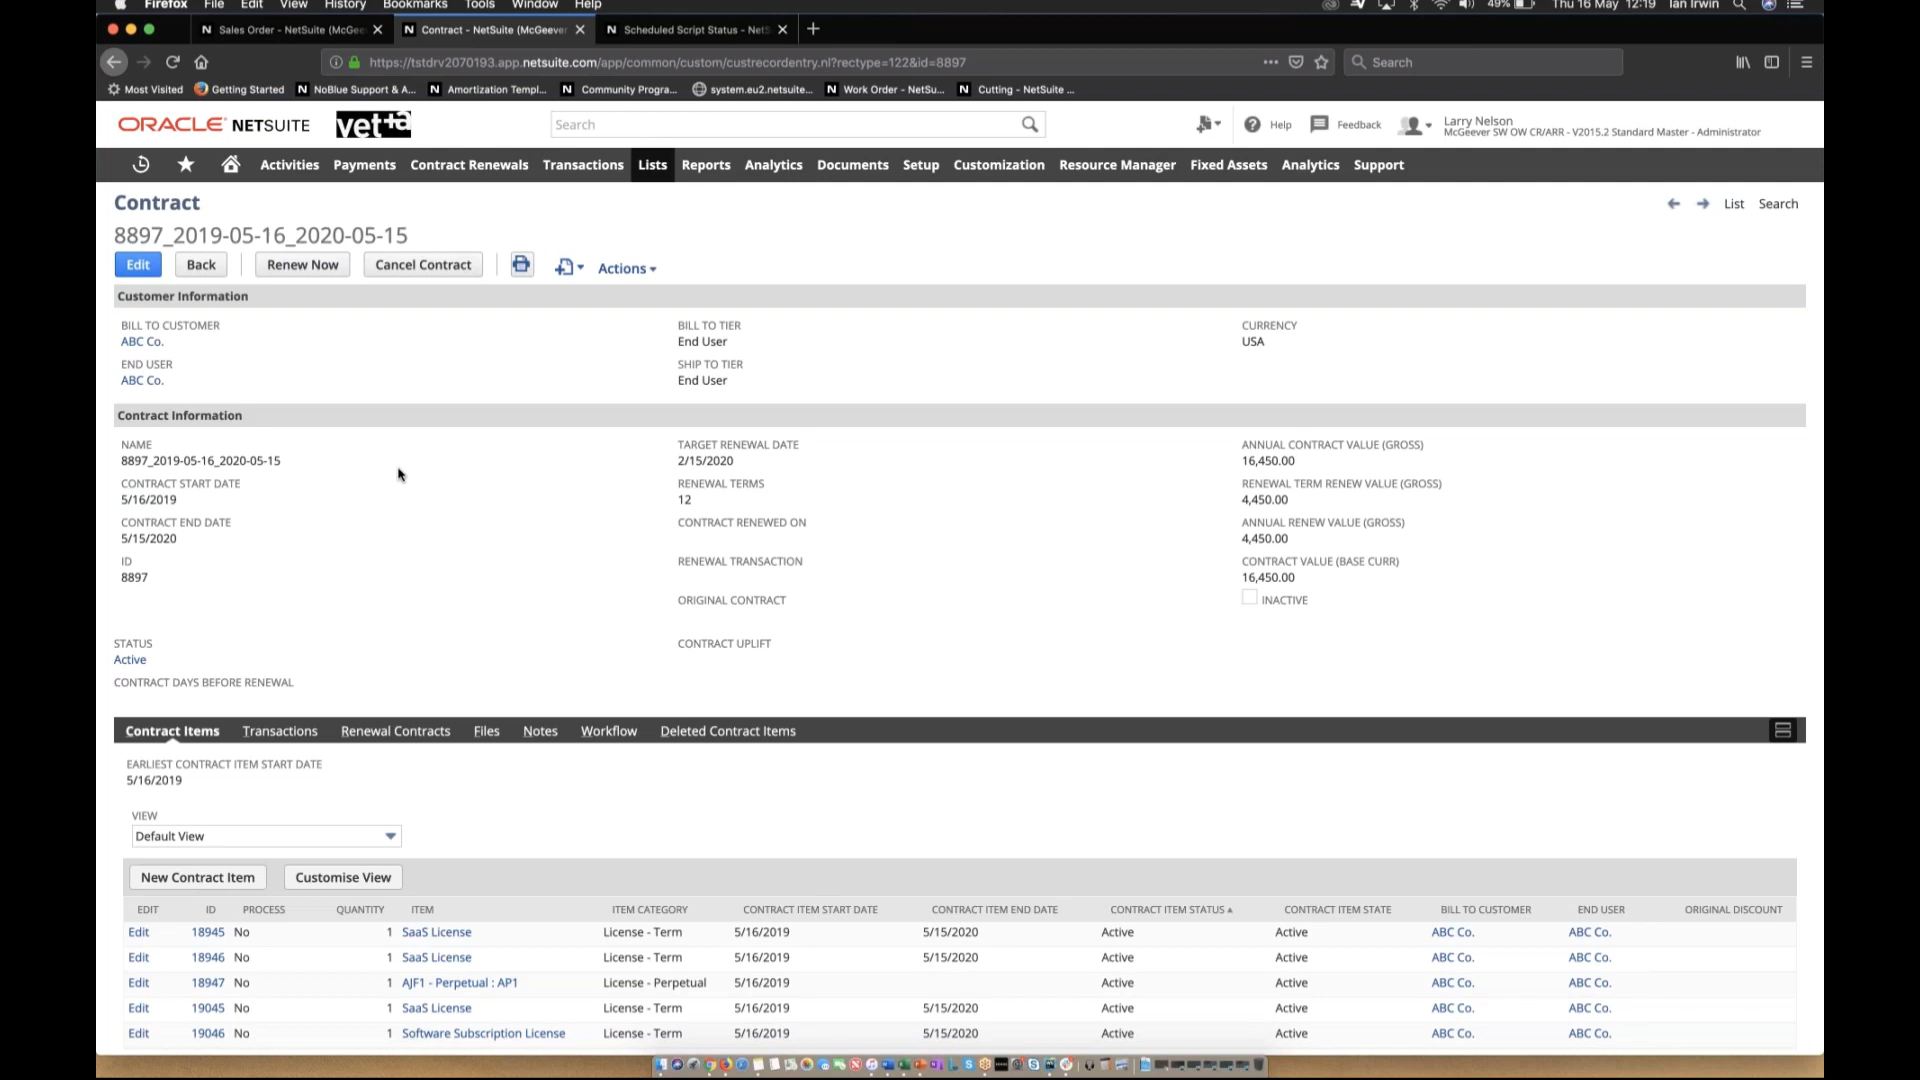 Firefox File Edit View History Bookmarks Tools Window Help 49% Thu 16 May 12:19 Ian Irwin
Sales Order - NetSuite (McGee Contract - NetSuite (McGeever Scheduled Script Status - NetS
https://tstdrv2070193.app.netsuite.com/app/common/custom/custrecordentry.nl?rectype=122&id=8897 Search
Most Visited Getting Started NoBlue Support & A... Amortization Templ... Community Progra... system.eu2.netsuite... Work Order - NetSu... Cutting - NetSuite ...
ORACLE NETSUITE vet+a Search Help Feedback Larry Nelson
McGeever SW OW CR/ARR - V2015.2 Standard Master - Administrator
Activities Payments Contract Renewals Transactions Lists Reports Analytics Documents Setup Customization Resource Manager Fixed Assets Analytics Support
Contract List Search
8897_2019-05-16_2020-05-15
Edit Back Renew Now Cancel Contract Actions
Customer Information
BILL TO CUSTOMER BILL TO TIER CURRENCY
ABC Co. End User USA
END USER SHIP TO TIER
ABC Co. End User
Contract Information
NAME TARGET RENEWAL DATE ANNUAL CONTRACT VALUE (GROSS)
8897_2019-05-16_2020-05-15 2/15/2020 16,450.00
CONTRACT START DATE RENEWAL TERMS RENEWAL TERM RENEW VALUE (GROSS)
5/16/2019 12 4,450.00
CONTRACT END DATE CONTRACT RENEWED ON ANNUAL RENEW VALUE (GROSS)
5/15/2020 4,450.00
ID RENEWAL TRANSACTION CONTRACT VALUE (BASE CURR)
8897 16,450.00
ORIGINAL CONTRACT INACTIVE
STATUS CONTRACT UPLIFT
Active
CONTRACT DAYS BEFORE RENEWAL
Contract Items Transactions Renewal Contracts Files Notes Workflow Deleted Contract Items
EARLIEST CONTRACT ITEM START DATE
5/16/2019
VIEW
Default View
New Contract Item Customise View
EDIT ID PROCESS QUANTITY ITEM ITEM CATEGORY CONTRACT ITEM START DATE CONTRACT ITEM END DATE CONTRACT ITEM STATUS CONTRACT ITEM STATE BILL TO CUSTOMER END USER ORIGINAL DISCOUNT
Edit 18945 No 1 SaaS License License - Term 5/16/2019 5/15/2020 Active Active ABC Co. ABC Co.
Edit 18946 No 1 SaaS License License - Term 5/16/2019 5/15/2020 Active Active ABC Co. ABC Co.
Edit 18947 No 1 AJF1 - Perpetual : AP1 License - Perpetual 5/16/2019 Active Active ABC Co. ABC Co.
Edit 19045 No 1 SaaS License License - Term 5/16/2019 5/15/2020 Active Active ABC Co. ABC Co.
Edit 19046 No 1 Software Subscription License License - Term 5/16/2019 5/15/2020 Active Active ABC Co. ABC Co.